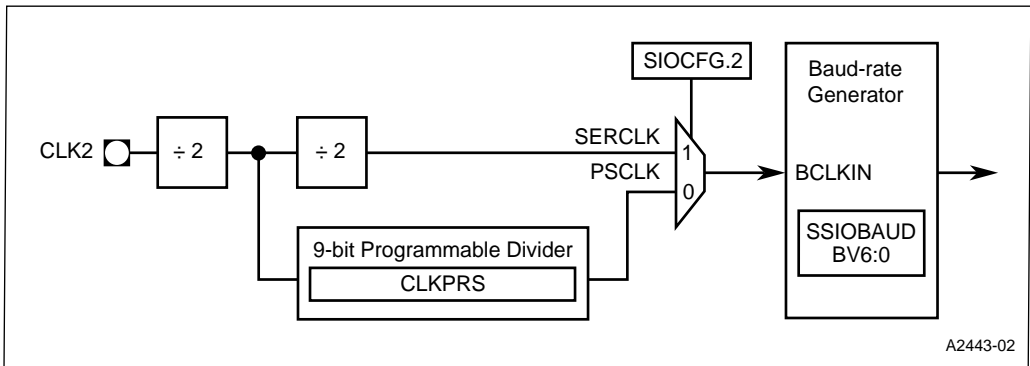 SIOCFG.2
Baud-rate
Generator
CLK2
÷ 2
÷ 2
SERCLK
1
PSCLK
0
BCLKIN
9-bit Programmable Divider
CLKPRS
SSIOBAUD
BV6:0
A2443-02